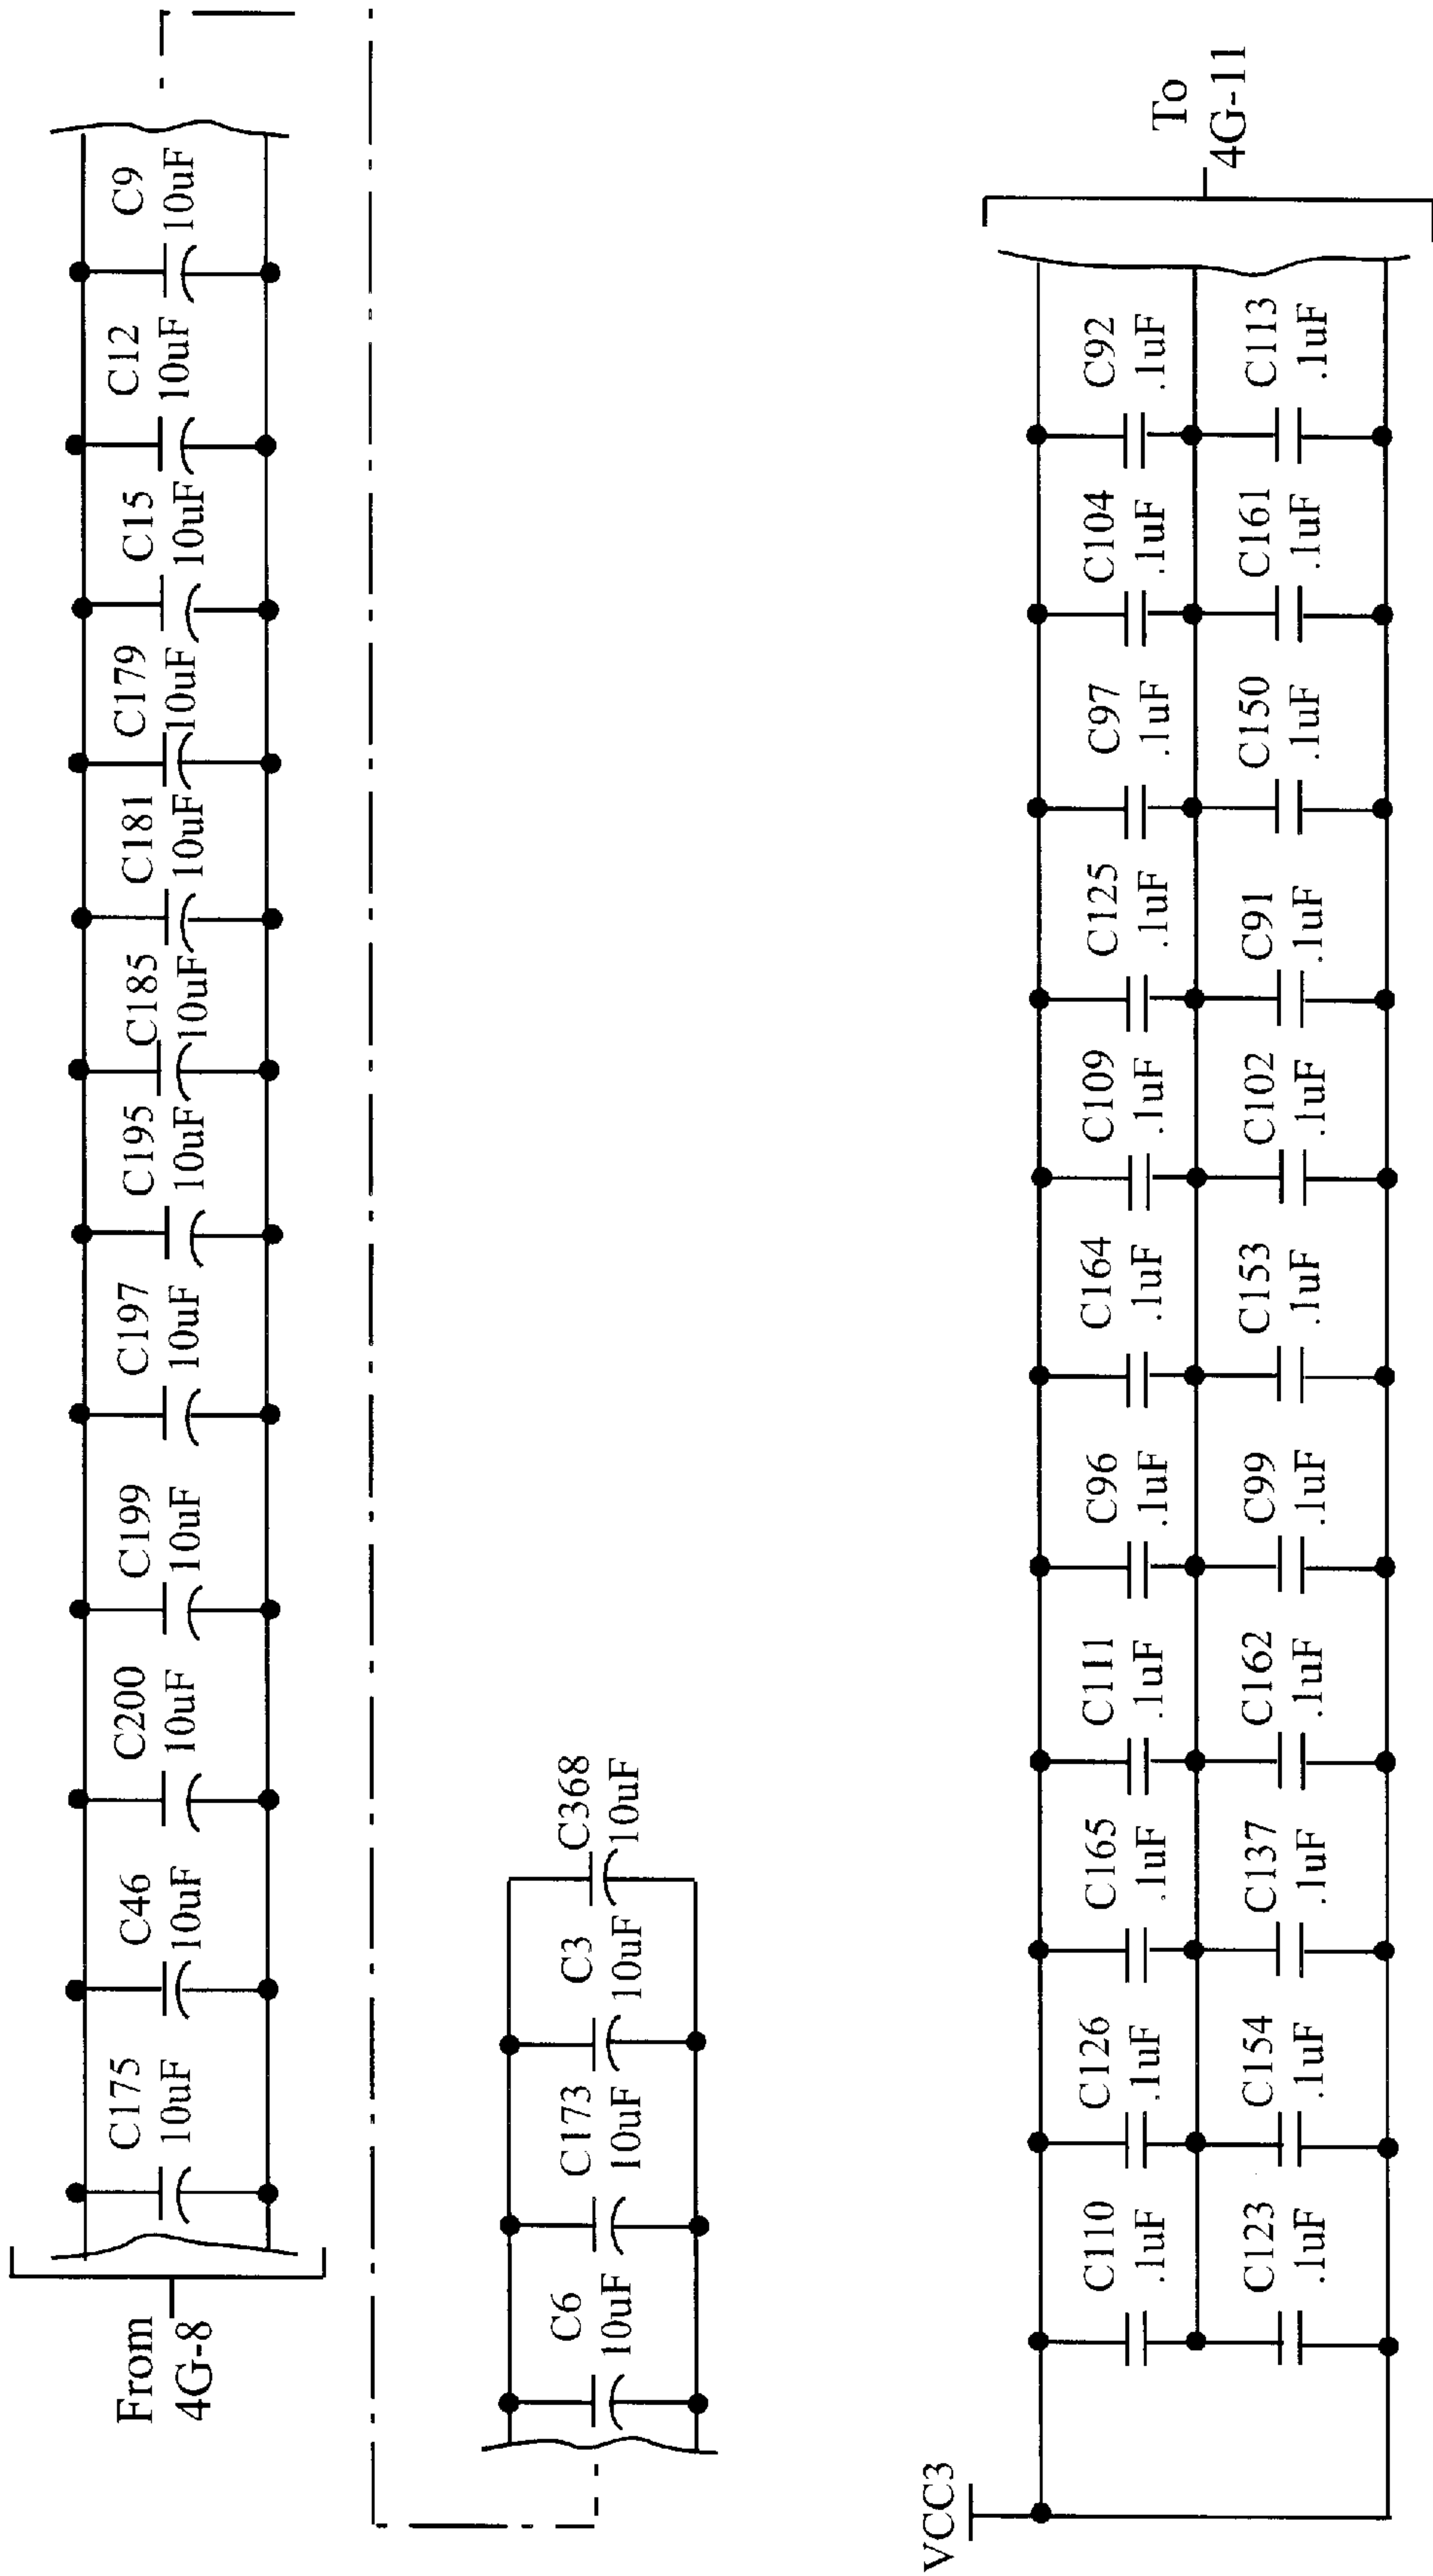 From
4G-8
C175
10uF
C46
10uF
C200
10uF
C199
10uF
C197
10uF
C195
10uF
C185
10uF
C181
10uF
C179
10uF
C15
10uF
C12
10uF
C9
10uF
C6
10uF
C173
10uF
C3
10uF
C368
10uF
VCC3
C110
.1uF
C126
.1uF
C165
.1uF
C111
.1uF
C96
.1uF
C164
.1uF
C109
.1uF
C125
.1uF
C97
.1uF
C104
.1uF
C92
.1uF
C123
.1uF
C154
.1uF
C137
.1uF
C162
.1uF
C99
.1uF
C153
.1uF
C102
.1uF
C91
.1uF
C150
.1uF
C161
.1uF
C113
.1uF
To
4G-11